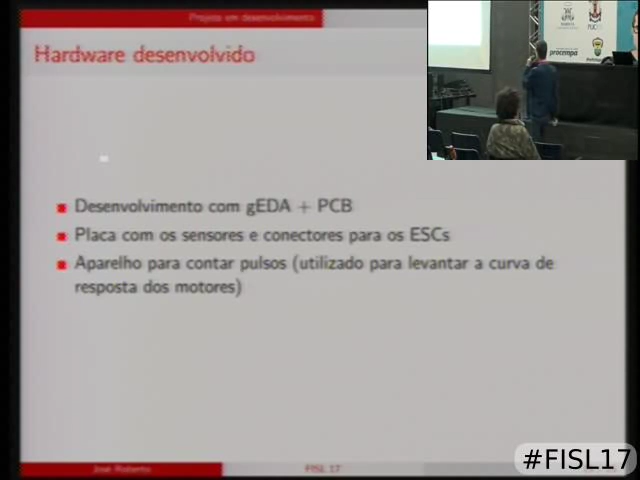 Projeto em desenvolvimento
Hardware desenvolvido
Desenvolvimento com gEDA + PCB
Placa com os sensores e conectores para os ESCs
Aparelho para contar pulsos (utilizado para levantar a curva de
resposta dos motores)
José Roberto
FISL 17
procempa
#FISL17